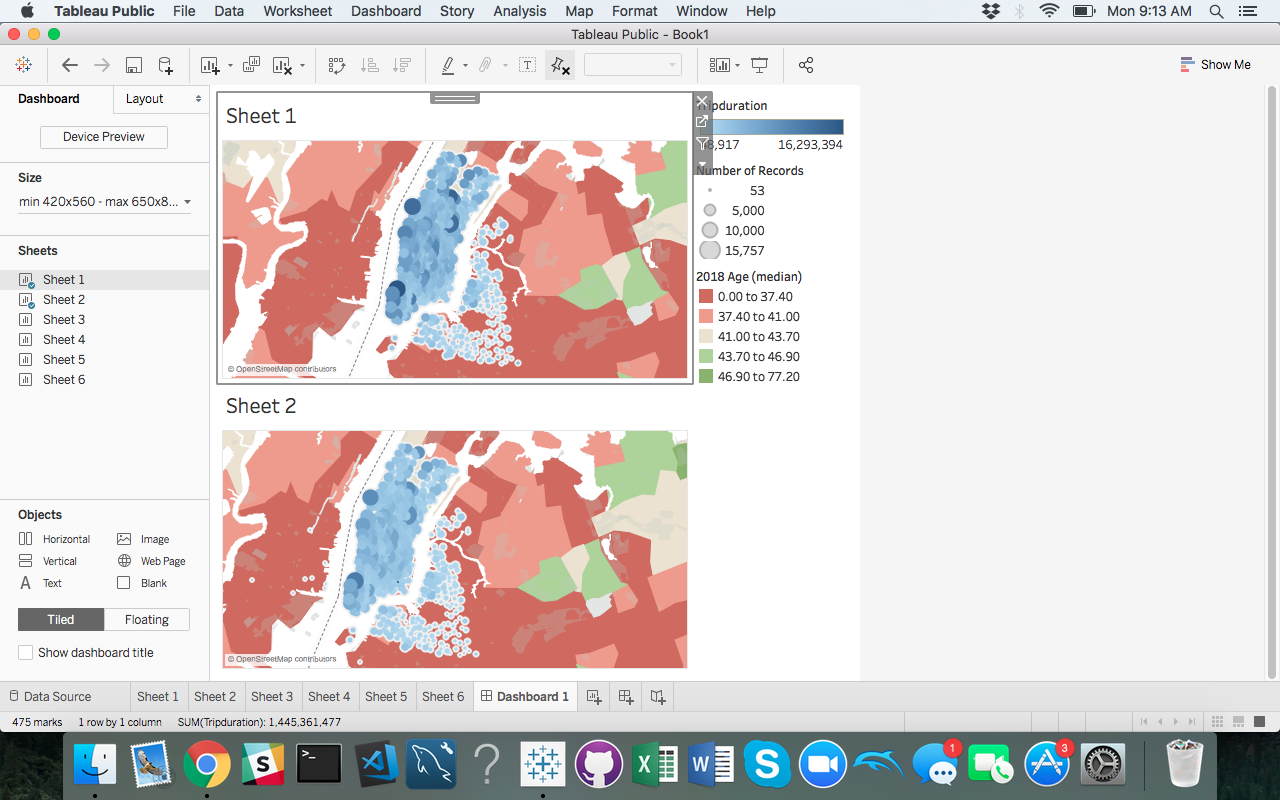 Tableau Public File Data Worksheet Dashboard Story Analysis Map Format Window Help Mon 9:13 AM
Tableau Public - Book1
Show Me
Dashboard Layout
Device Preview
Size
min 420x560 - max 650x8...
Sheets
Sheet 1
Sheet 2
Sheet 3
Sheet 4
Sheet 5
Sheet 6
Objects
Horizontal Image
Vertical Web Page
A Text Blank
Tiled Floating
Show dashboard title
Sheet 1
© OpenStreetMap contributors
Sheet 2
© OpenStreetMap contributors
Tripduration
8,917 16,293,394
Number of Records
53
5,000
10,000
15,757
2018 Age (median)
0.00 to 37.40
37.40 to 41.00
41.00 to 43.70
43.70 to 46.90
46.90 to 77.20
Data Source Sheet 1 Sheet 2 Sheet 3 Sheet 4 Sheet 5 Sheet 6 Dashboard 1
475 marks 1 row by 1 column SUM(Tripduration): 1,445,361,477
S >_ ? X W S 1 3